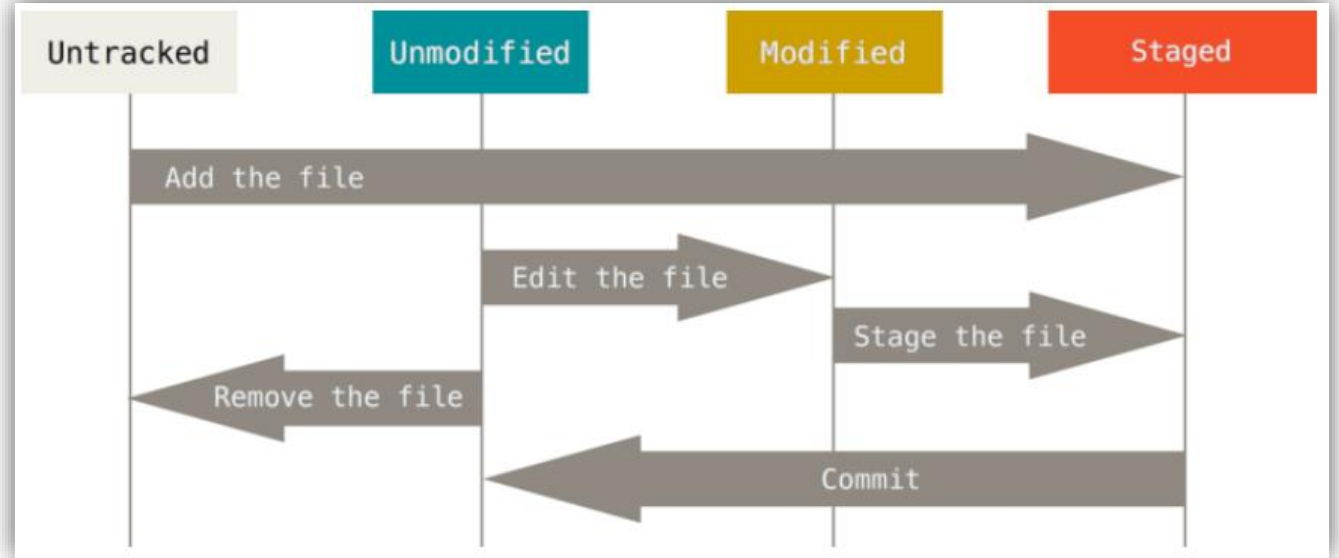 Untracked
Unmodified
Modified
Staged
Add the file
Edit the file
Stage the file
Remove the file
Commit